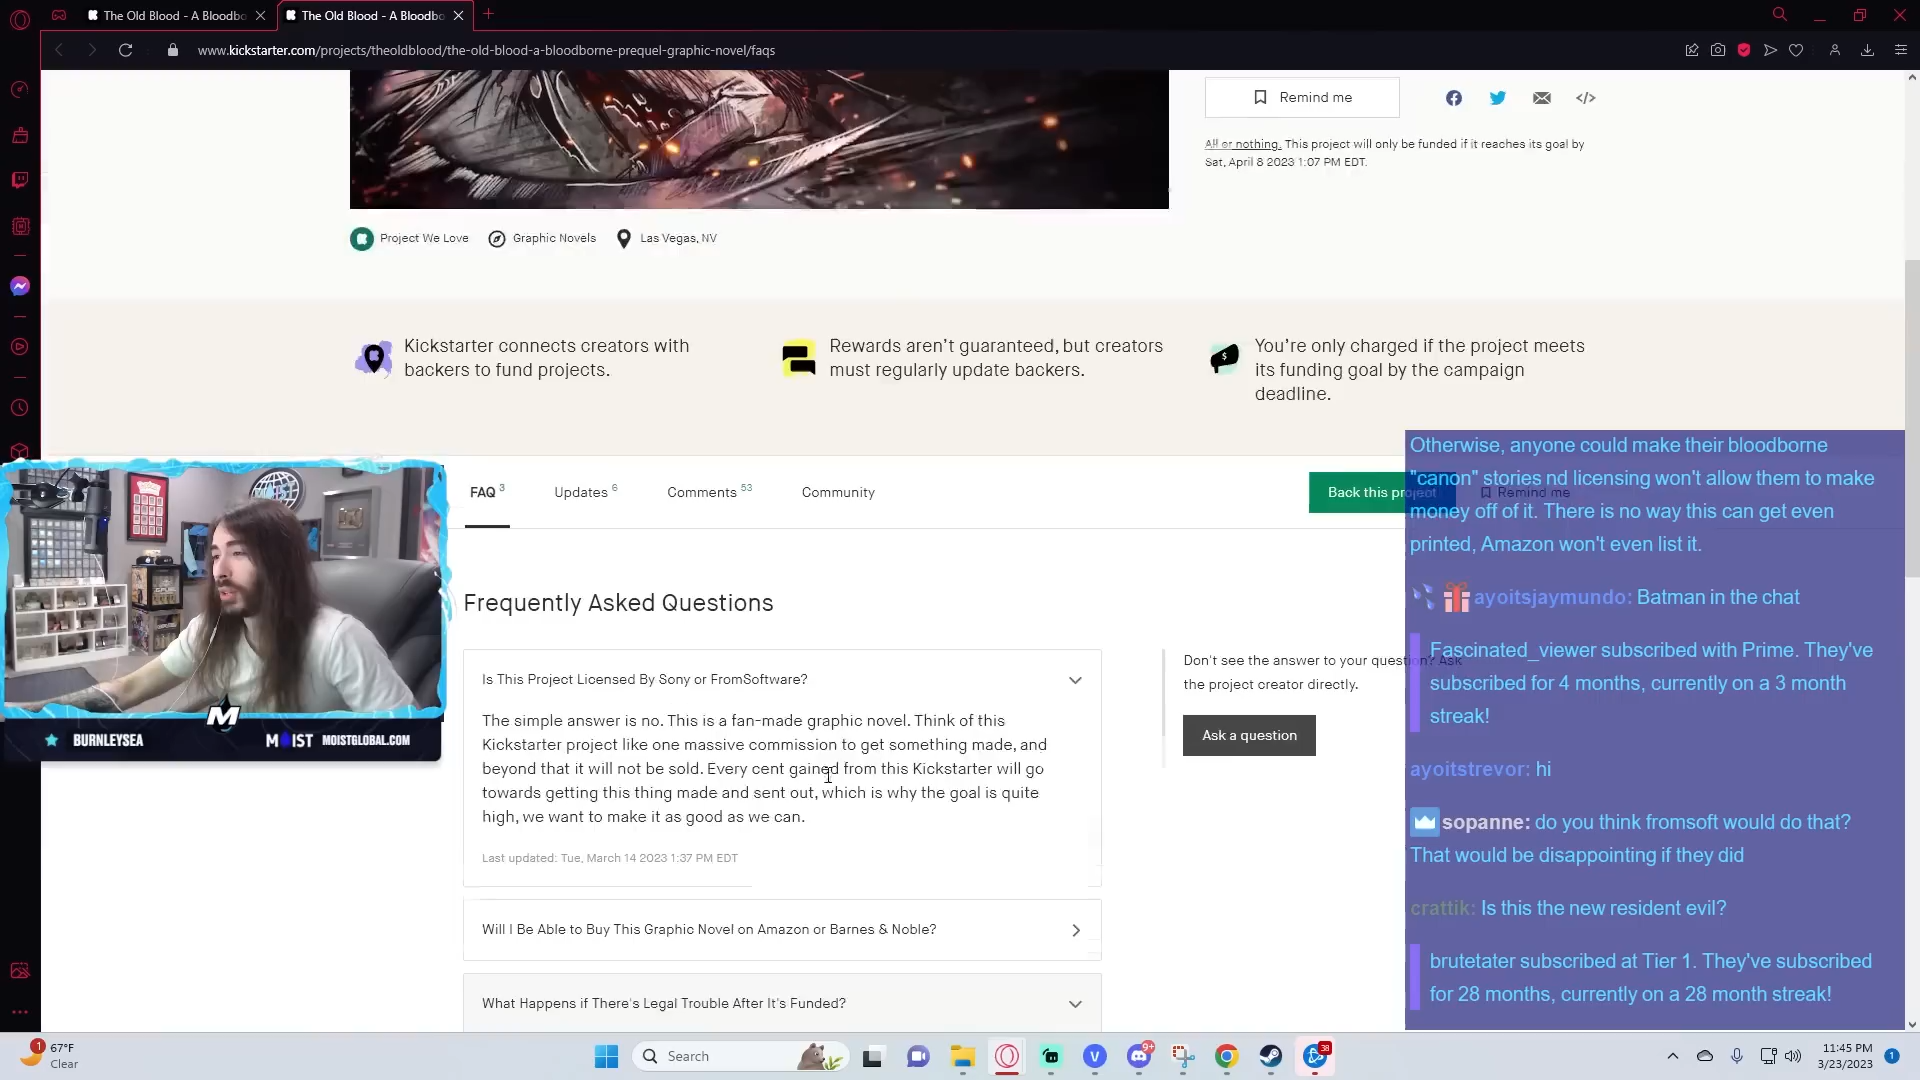 The Old Blood - A Bloodbo
The Old Blood - A Bloodbo
www.kickstarter.com/projects/theoldblood/the-old-blood-a-bloodborne-prequel-graphic-novel/faqs
Remind me
All or nothing. This project will only be funded if it reaches its goal by
Sat, April 8 2023 1:07 PM EDT.
Project We Love
Graphic Novels
Las Vegas, NV
Kickstarter connects creators with
backers to fund projects.
Rewards aren't guaranteed, but creators
must regularly update backers.
You're only charged if the project meets
its funding goal by the campaign
deadline.
FAQ 3
Updates 6
Comments 53
Community
Back this project
Remind me
Frequently Asked Questions
Is This Project Licensed By Sony or FromSoftware?
The simple answer is no. This is a fan-made graphic novel. Think of this
Kickstarter project like one massive commission to get something made, and
beyond that it will not be sold. Every cent gained from this Kickstarter will go
towards getting this thing made and sent out, which is why the goal is quite
high, we want to make it as good as we can.
Last updated: Tue, March 14 2023 1:37 PM EDT
Will I Be Able to Buy This Graphic Novel on Amazon or Barnes & Noble?
What Happens if There's Legal Trouble After It's Funded?
Don't see the answer to your question? Ask
the project creator directly.
Ask a question
Otherwise, anyone could make their bloodborne
"canon" stories nd licensing won't allow them to make
money off of it. There is no way this can get even
printed, Amazon won't even list it.
ayoitsjaymundo: Batman in the chat
Fascinated_viewer subscribed with Prime. They've
subscribed for 4 months, currently on a 3 month
streak!
ayoitstrevor: hi
sopanne: do you think fromsoft would do that?
That would be disappointing if they did
crattik: Is this the new resident evil?
brutetater subscribed at Tier 1. They've subscribed
for 28 months, currently on a 28 month streak!
M
BURNLEYSEA
MOIST
MOISTGLOBAL.COM
1
67°F
Clear
Search
V
9+
38
11:45 PM
3/23/2023
1